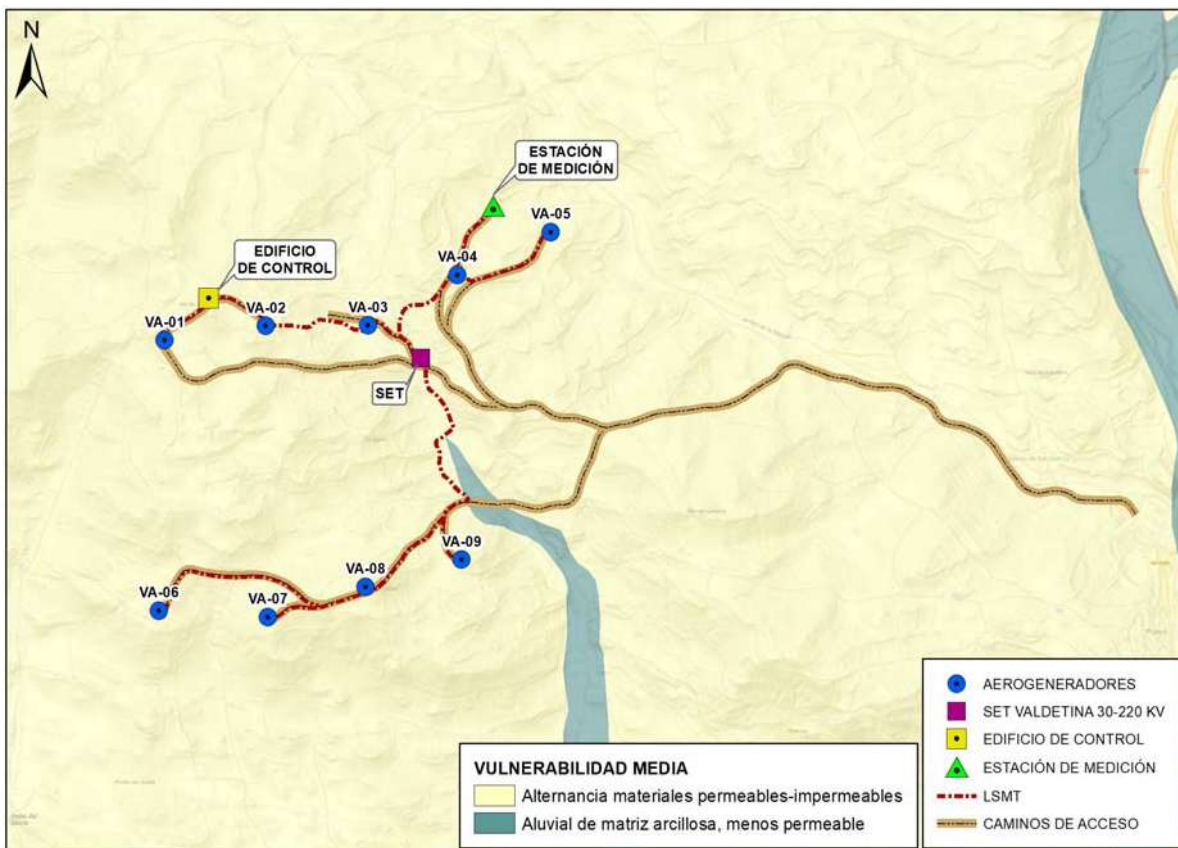 N
ESTACIÓN
DE MEDICIÓN
VA-05
VA-04
EDIFICIO
DE CONTROL
VA-02
VA-03
VA-01
SET
VA-09
VA-08
VA-06
VA-07
AEROGENERADORES
SET VALDETINA 30-220 KV
EDIFICIO DE CONTROL
ESTACIÓN DE MEDICIÓN
LSMT
CAMINOS DE ACCESO
VULNERABILIDAD MEDIA
Alternancia materiales permeables-impermeables
Aluvial de matriz arcillosa, menos permeable